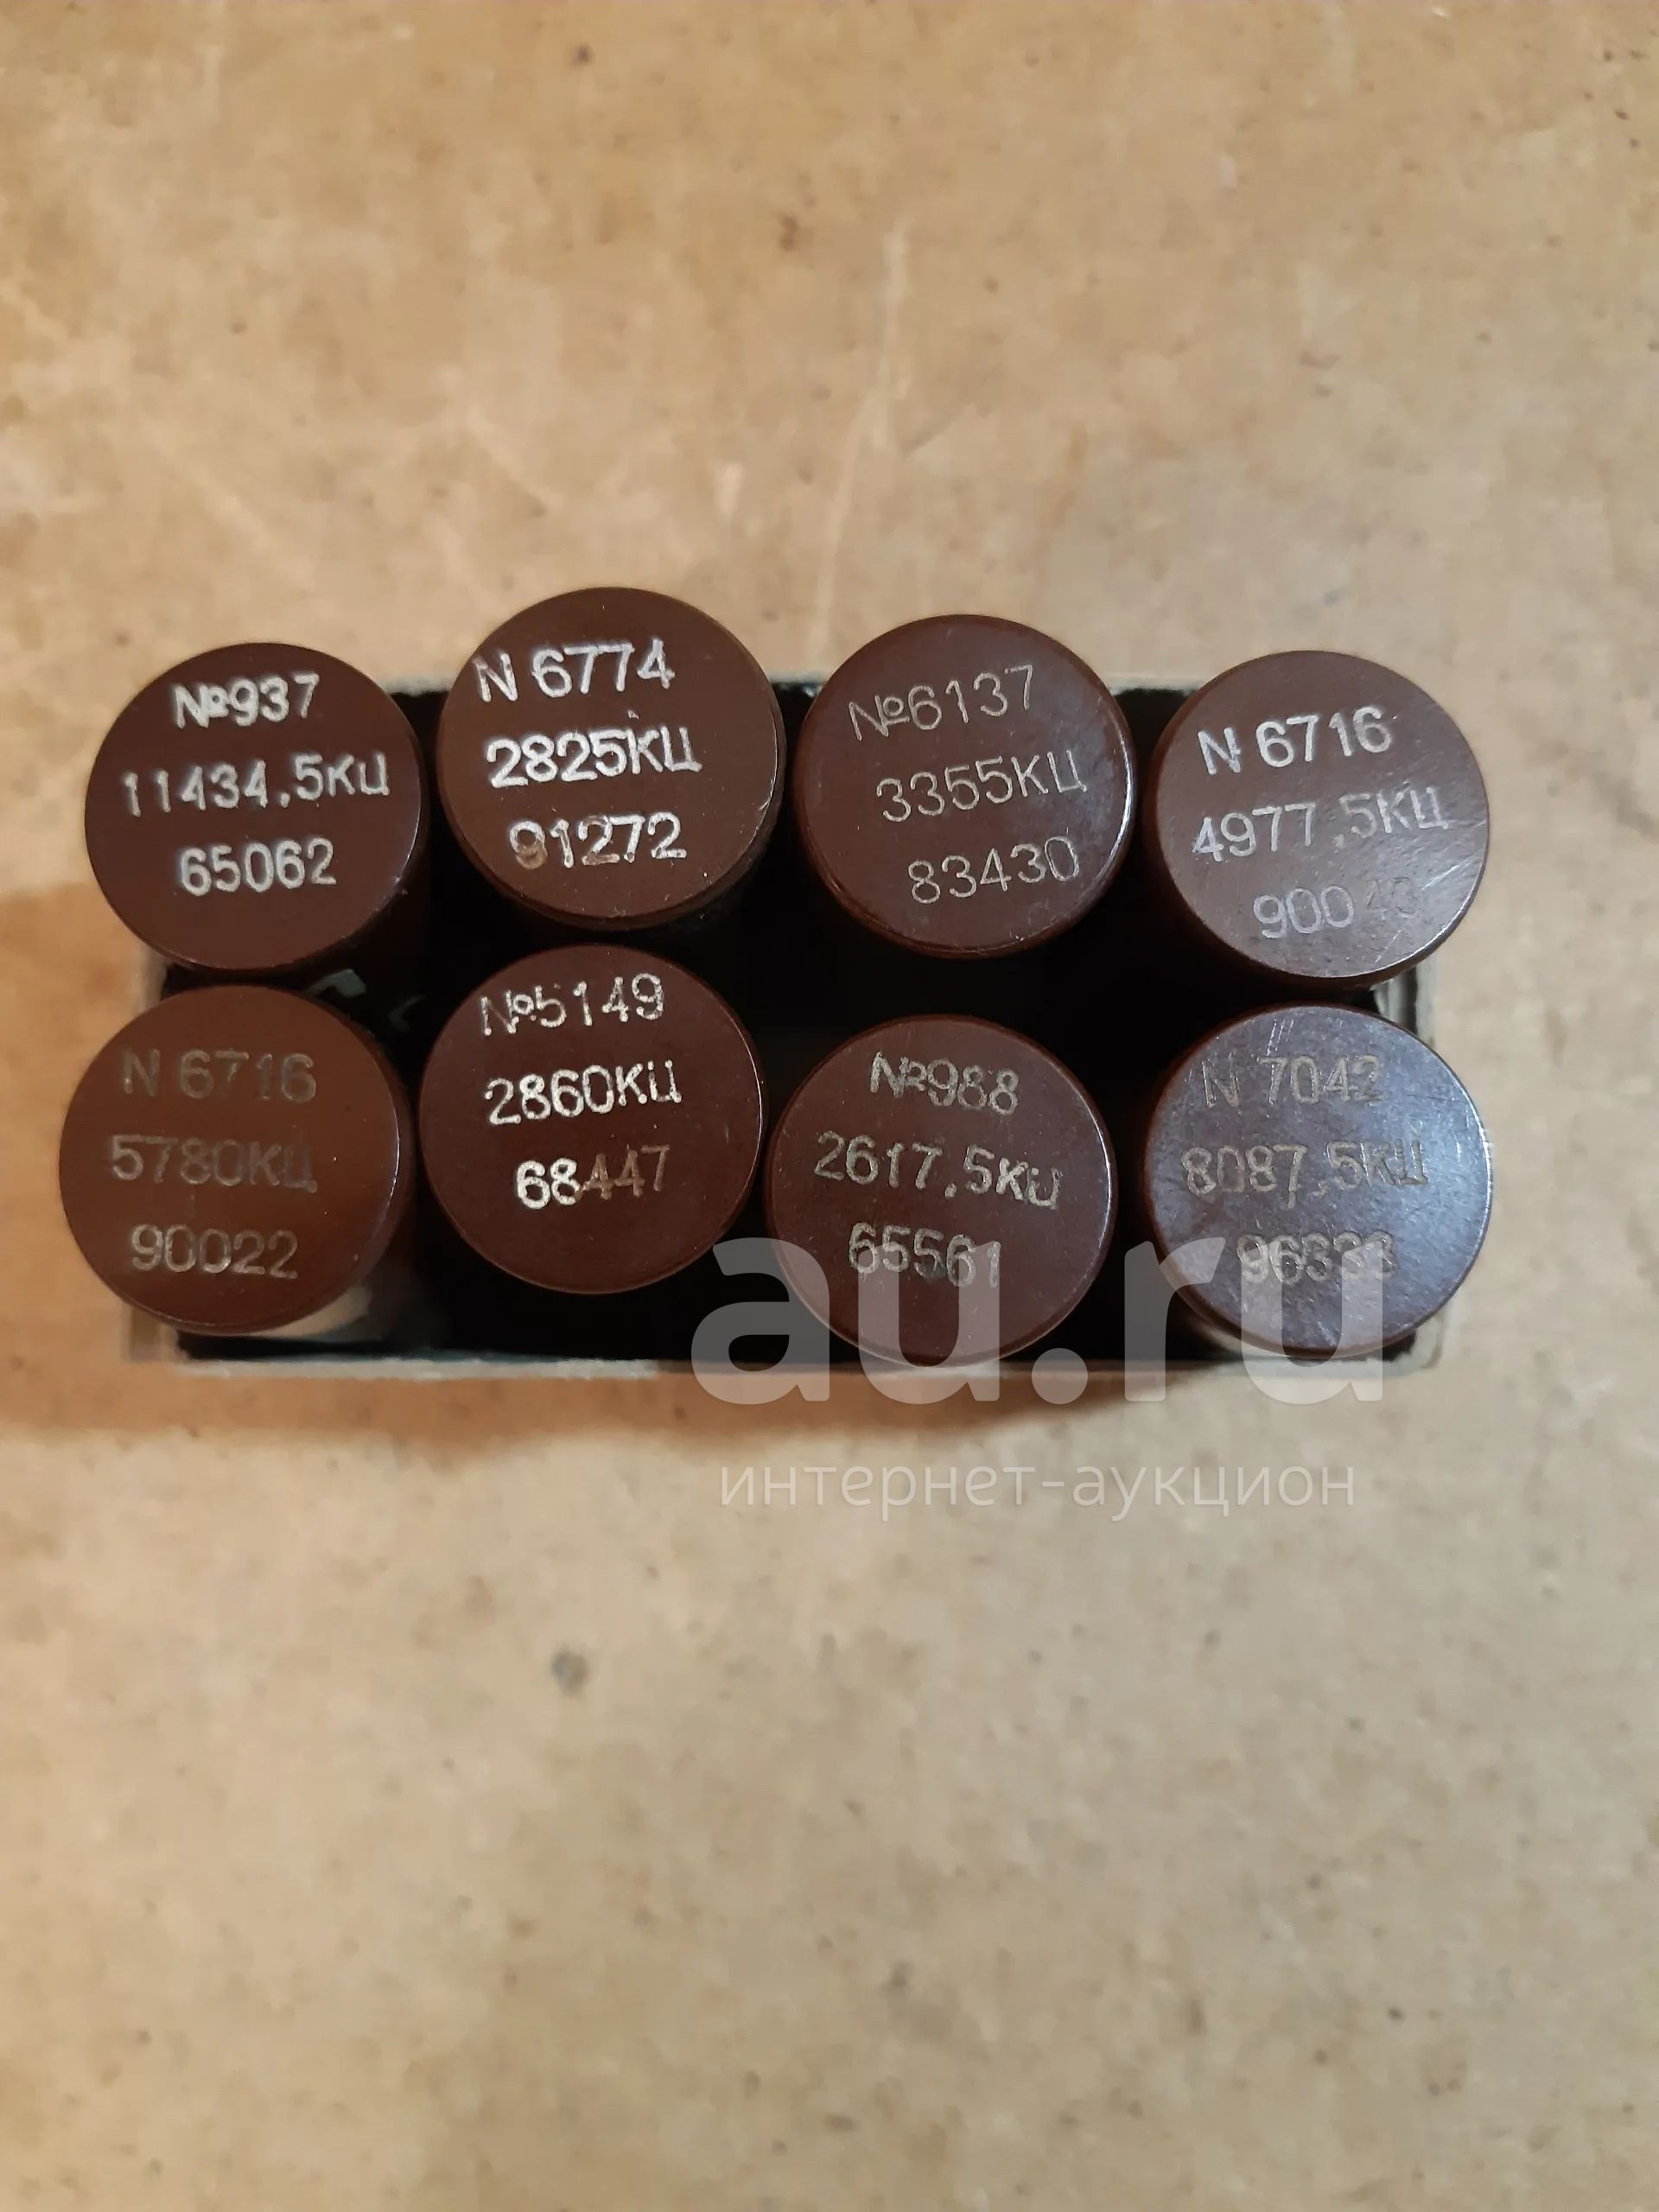 №937
11434,5кц
65062
N 6774
2825кц
91272
№6137
3355кц
83430
N 6716
4977,5кц
N 6716
5780кц
90022
№5149
2860кц
68447
№988
2617,5кц
65561
N 7042
8087,5кц
au.ru
интернет-аукцион